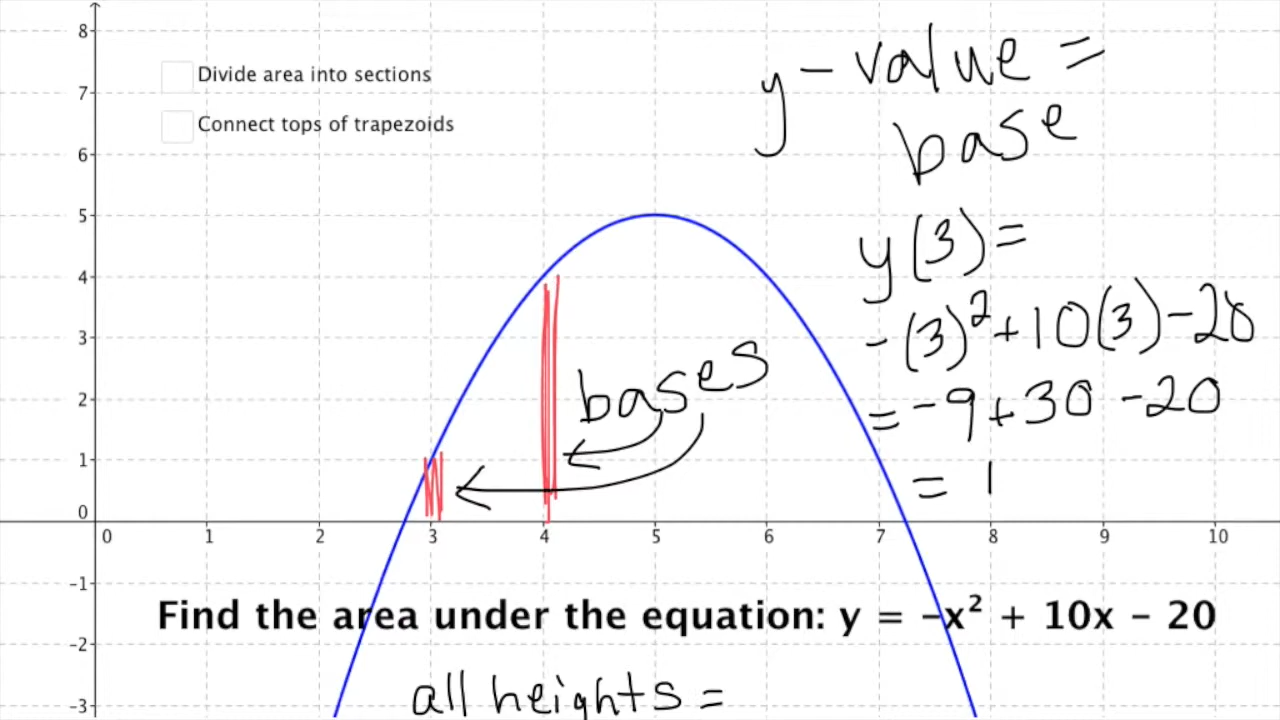 8
Divide area into sections
7
Connect tops of trapezoids
6
5
4
3
2
1
0
-1
-2
-3
0 1 2 3 4 5 6 7 8 9 10
y - value =
base
y(3) =
-(3)²+10(3)-20
= -9+30-20
= 1
bases
Find the area under the equation: y = -x² + 10x - 20
all heights =